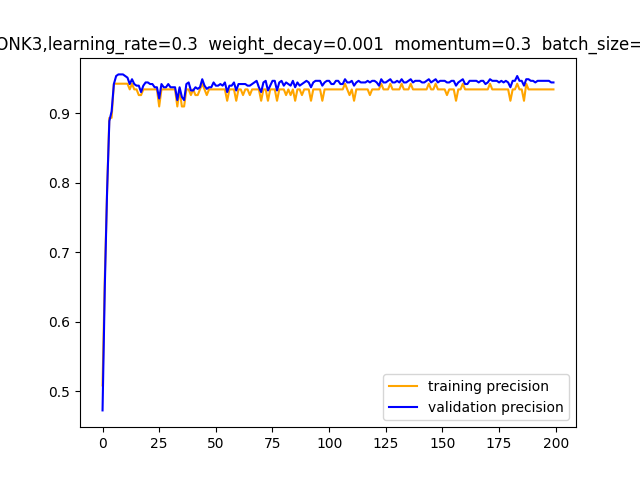 ONK3,learning_rate=0.3 weight_decay=0.001 momentum=0.3 batch_size=
0.9
0.8
0.7
0.6
0.5
training precision
validation precision
0 25 50 75 100 125 150 175 200